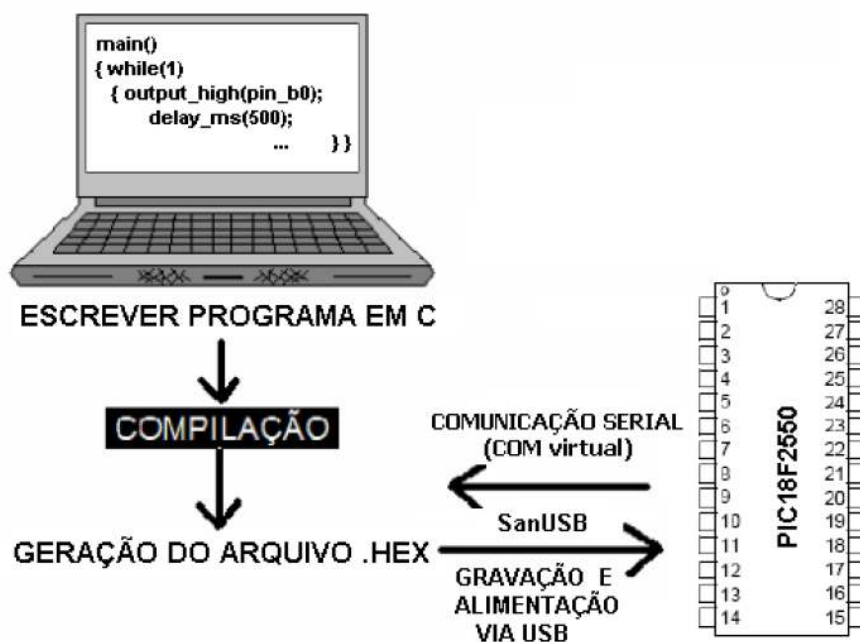 main()
{ while(1)
{ output_high(pin_b0);
delay_ms(500);
... } }
ESCREVER PROGRAMA EM C
COMPILAÇÃO
GERAÇÃO DO ARQUIVO .HEX
COMUNICAÇÃO SERIAL
(COM virtual)
SanUSB
GRAVAÇÃO E
ALIMENTAÇÃO
VIA USB
PIC18F2550
1 28
2 27
3 26
4 25
5 24
6 23
7 22
8 21
9 20
10 19
11 18
12 17
13 16
14 15